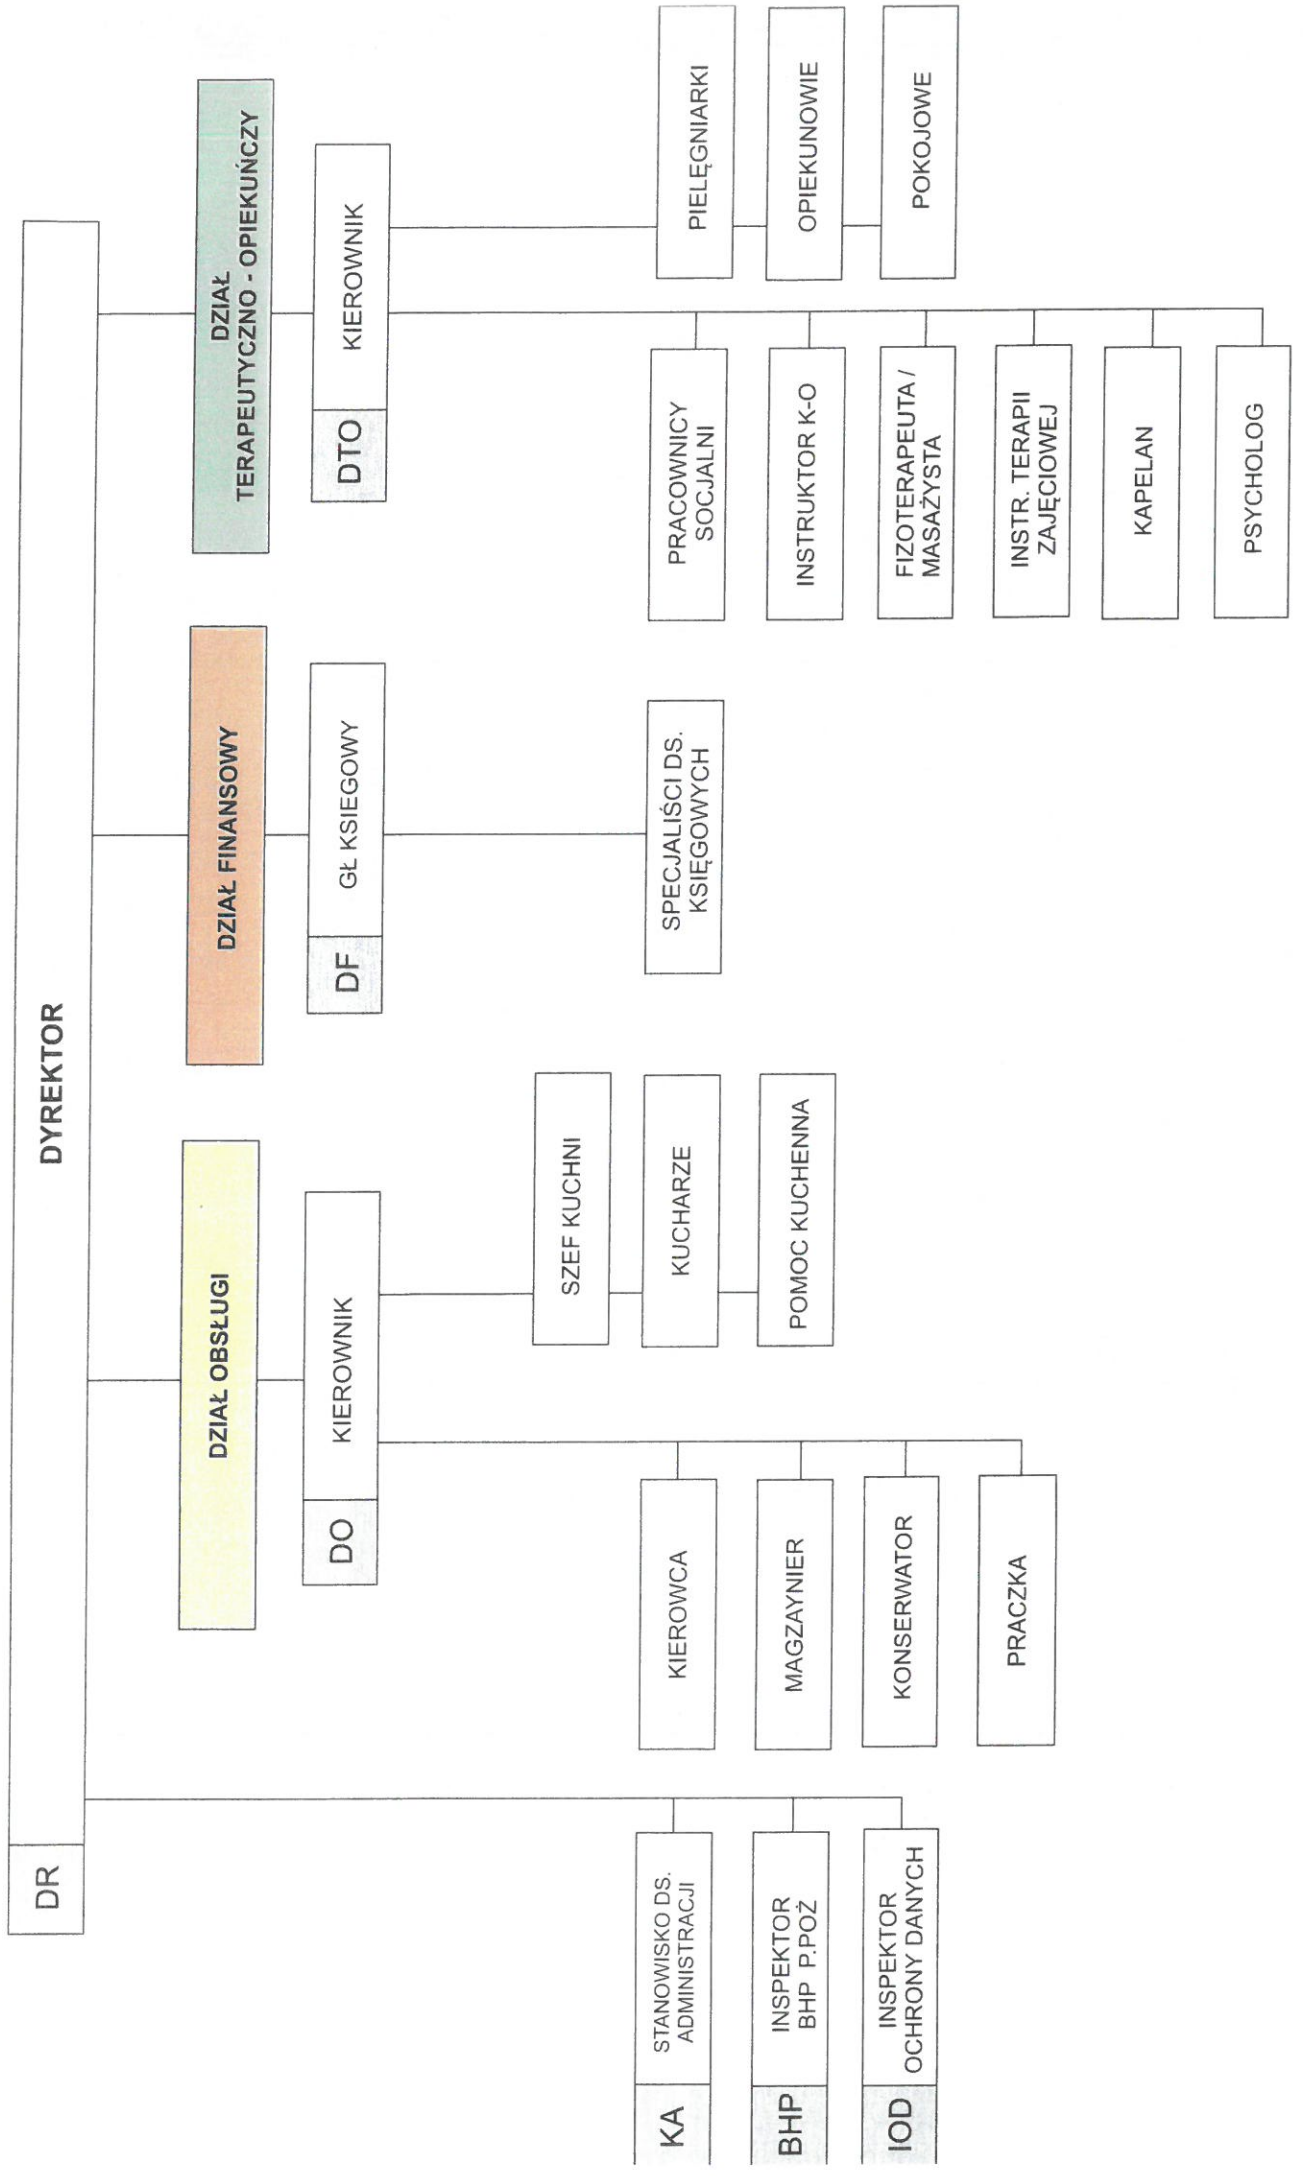 DR
DYREKTOR
DZIAŁ OBSŁUGI
DZIAŁ FINANSOWY
DZIAŁ
TERAPEUTYCZNO - OPIEKUŃCZY
DO
KIEROWNIK
DF
GŁ KSIEGOWY
DTO
KIEROWNIK
KA
STANOWISKO DS.
ADMINISTRACJI
BHP
INSPEKTOR
BHP P.POŻ
IOD
INSPEKTOR
OCHRONY DANYCH
KIEROWCA
MAGZAYNIER
KONSERWATOR
PRACZKA
SZEF KUCHNI
KUCHARZE
POMOC KUCHENNA
SPECJALIŚCI DS.
KSIĘGOWYCH
PRACOWNICY
SOCJALNI
INSTRUKTOR K-O
FIZOTERAPEUTA /
MASAŻYSTA
INSTR. TERAPII
ZAJĘCIOWEJ
KAPELAN
PSYCHOLOG
PIELĘGNIARKI
OPIEKUNOWIE
POKOJOWE